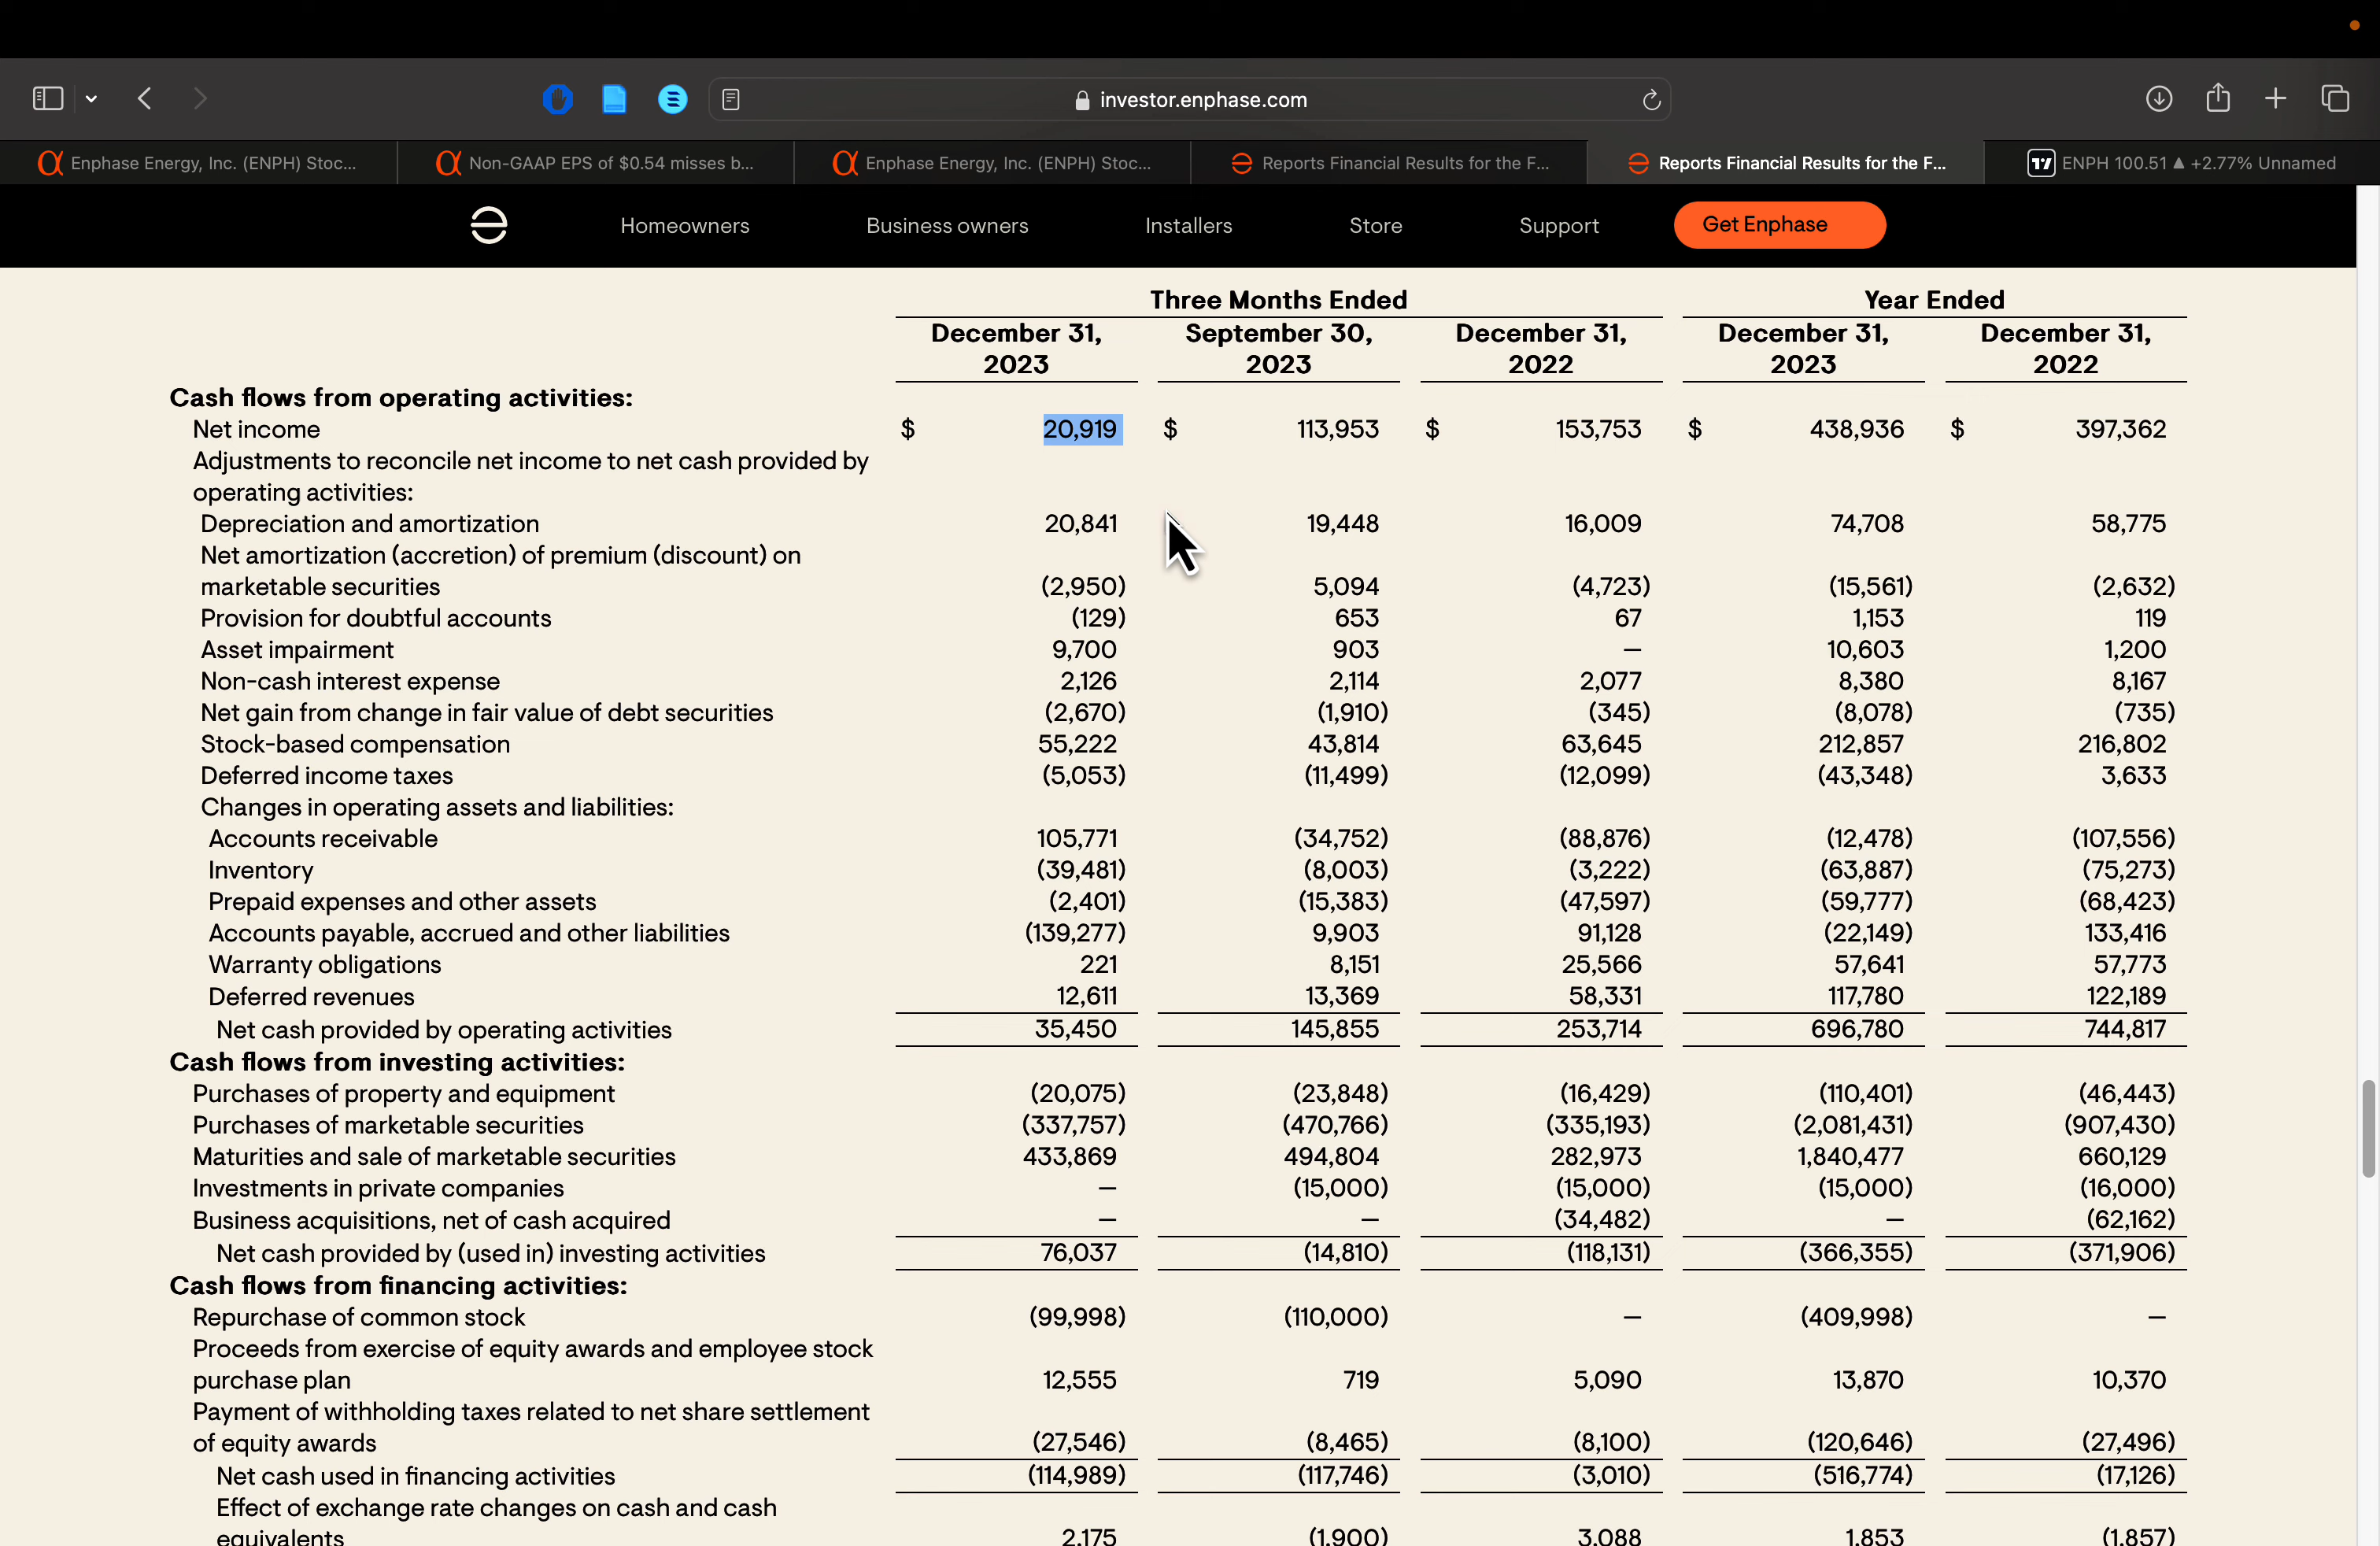 investor.enphase.com
Enphase Energy, Inc. (ENPH) Stoc...
Non-GAAP EPS of $0.54 misses b...
Enphase Energy, Inc. (ENPH) Stoc...
Reports Financial Results for the F...
Reports Financial Results for the F...
ENPH 100.51 ▲ +2.77% Unnamed
Homeowners Business owners Installers Store Support Get Enphase
Three Months Ended Year Ended
December 31, 2023 September 30, 2023 December 31, 2022 December 31, 2023 December 31, 2022
Cash flows from operating activities:
Net income $ 20,919 $ 113,953 $ 153,753 $ 438,936 $ 397,362
Adjustments to reconcile net income to net cash provided by
operating activities:
Depreciation and amortization 20,841 19,448 16,009 74,708 58,775
Net amortization (accretion) of premium (discount) on
marketable securities (2,950) 5,094 (4,723) (15,561) (2,632)
Provision for doubtful accounts (129) 653 67 1,153 119
Asset impairment 9,700 903 — 10,603 1,200
Non-cash interest expense 2,126 2,114 2,077 8,380 8,167
Net gain from change in fair value of debt securities (2,670) (1,910) (345) (8,078) (735)
Stock-based compensation 55,222 43,814 63,645 212,857 216,802
Deferred income taxes (5,053) (11,499) (12,099) (43,348) 3,633
Changes in operating assets and liabilities:
Accounts receivable 105,771 (34,752) (88,876) (12,478) (107,556)
Inventory (39,481) (8,003) (3,222) (63,887) (75,273)
Prepaid expenses and other assets (2,401) (15,383) (47,597) (59,777) (68,423)
Accounts payable, accrued and other liabilities (139,277) 9,903 91,128 (22,149) 133,416
Warranty obligations 221 8,151 25,566 57,641 57,773
Deferred revenues 12,611 13,369 58,331 117,780 122,189
Net cash provided by operating activities 35,450 145,855 253,714 696,780 744,817
Cash flows from investing activities:
Purchases of property and equipment (20,075) (23,848) (16,429) (110,401) (46,443)
Purchases of marketable securities (337,757) (470,766) (335,193) (2,081,431) (907,430)
Maturities and sale of marketable securities 433,869 494,804 282,973 1,840,477 660,129
Investments in private companies — (15,000) (15,000) (15,000) (16,000)
Business acquisitions, net of cash acquired — — (34,482) — (62,162)
Net cash provided by (used in) investing activities 76,037 (14,810) (118,131) (366,355) (371,906)
Cash flows from financing activities:
Repurchase of common stock (99,998) (110,000) — (409,998) —
Proceeds from exercise of equity awards and employee stock
purchase plan 12,555 719 5,090 13,870 10,370
Payment of withholding taxes related to net share settlement
of equity awards (27,546) (8,465) (8,100) (120,646) (27,496)
Net cash used in financing activities (114,989) (117,746) (3,010) (516,774) (17,126)
Effect of exchange rate changes on cash and cash
equivalents 2,175 (1,900) 3,088 1,853 (1,857)